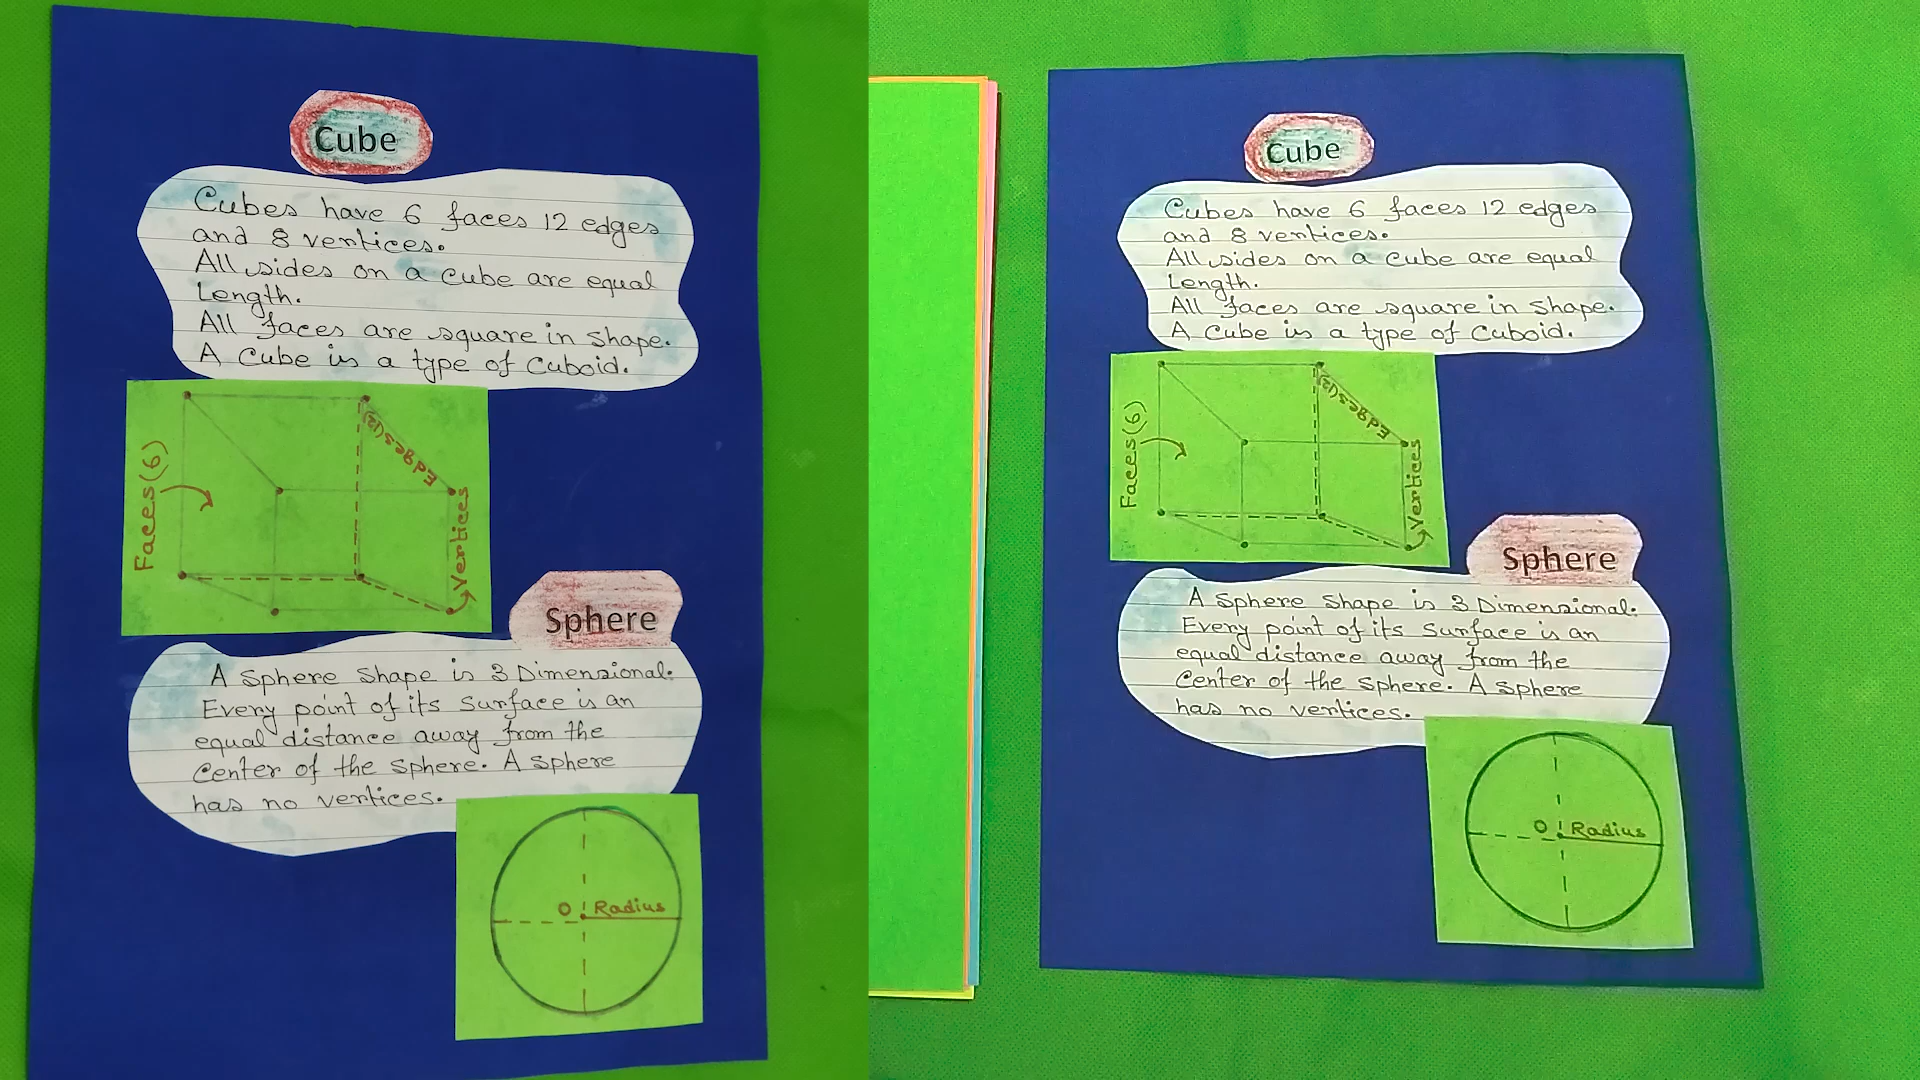 Cube
Cubes have 6 faces 12 edges
and 8 vertices.
All sides on a cube are equal
Length.
All faces are square in shape.
A Cube is a type of Cuboid.
Faces(6)
Edges(12)
Vertices
Sphere
A Sphere Shape is 3 Dimensional.
Every point of its Surface is an
equal distance away from the
Center of the Sphere. A Sphere
has no vertices.
O Radius
Cube
Cubes have 6 faces 12 edges
and 8 vertices.
All sides on a cube are equal
Length.
All faces are square in shape.
A Cube is a type of Cuboid.
Faces(6)
Edges(12)
Vertices
Sphere
A Sphere Shape is 3 Dimensional.
Every point of its Surface is an
equal distance away from the
Center of the Sphere. A Sphere
has no vertices.
O Radius